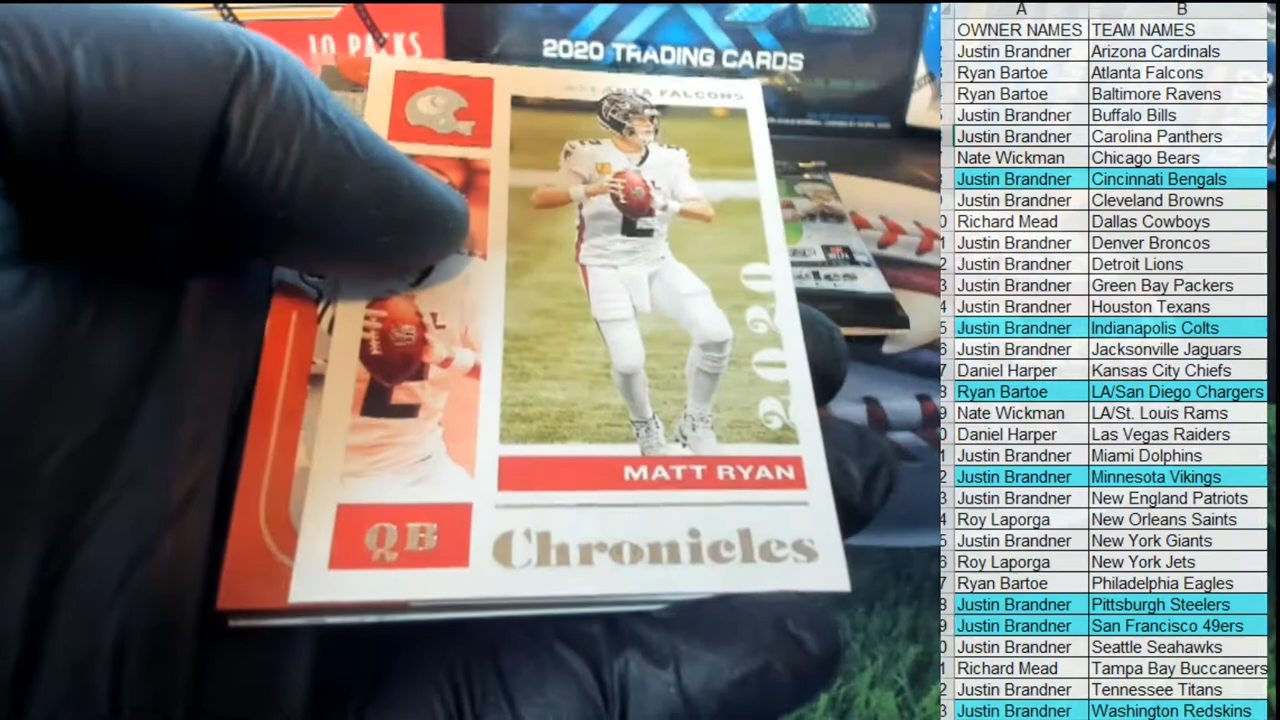 10 PACKS
2020 TRADING CARDS
ATLANTA FALCONS
2020
MATT RYAN
QB
Chronicles
A B
OWNER NAMES TEAM NAMES
Justin Brandner Arizona Cardinals
Ryan Bartoe Atlanta Falcons
Ryan Bartoe Baltimore Ravens
Justin Brandner Buffalo Bills
Justin Brandner Carolina Panthers
Nate Wickman Chicago Bears
Justin Brandner Cincinnati Bengals
Justin Brandner Cleveland Browns
Richard Mead Dallas Cowboys
Justin Brandner Denver Broncos
Justin Brandner Detroit Lions
Justin Brandner Green Bay Packers
Justin Brandner Houston Texans
Justin Brandner Indianapolis Colts
Justin Brandner Jacksonville Jaguars
Daniel Harper Kansas City Chiefs
Ryan Bartoe LA/San Diego Chargers
Nate Wickman LA/St. Louis Rams
Daniel Harper Las Vegas Raiders
Justin Brandner Miami Dolphins
Justin Brandner Minnesota Vikings
Justin Brandner New England Patriots
Roy Laporga New Orleans Saints
Justin Brandner New York Giants
Roy Laporga New York Jets
Ryan Bartoe Philadelphia Eagles
Justin Brandner Pittsburgh Steelers
Justin Brandner San Francisco 49ers
Justin Brandner Seattle Seahawks
Richard Mead Tampa Bay Buccaneers
Justin Brandner Tennessee Titans
Justin Brandner Washington Redskins